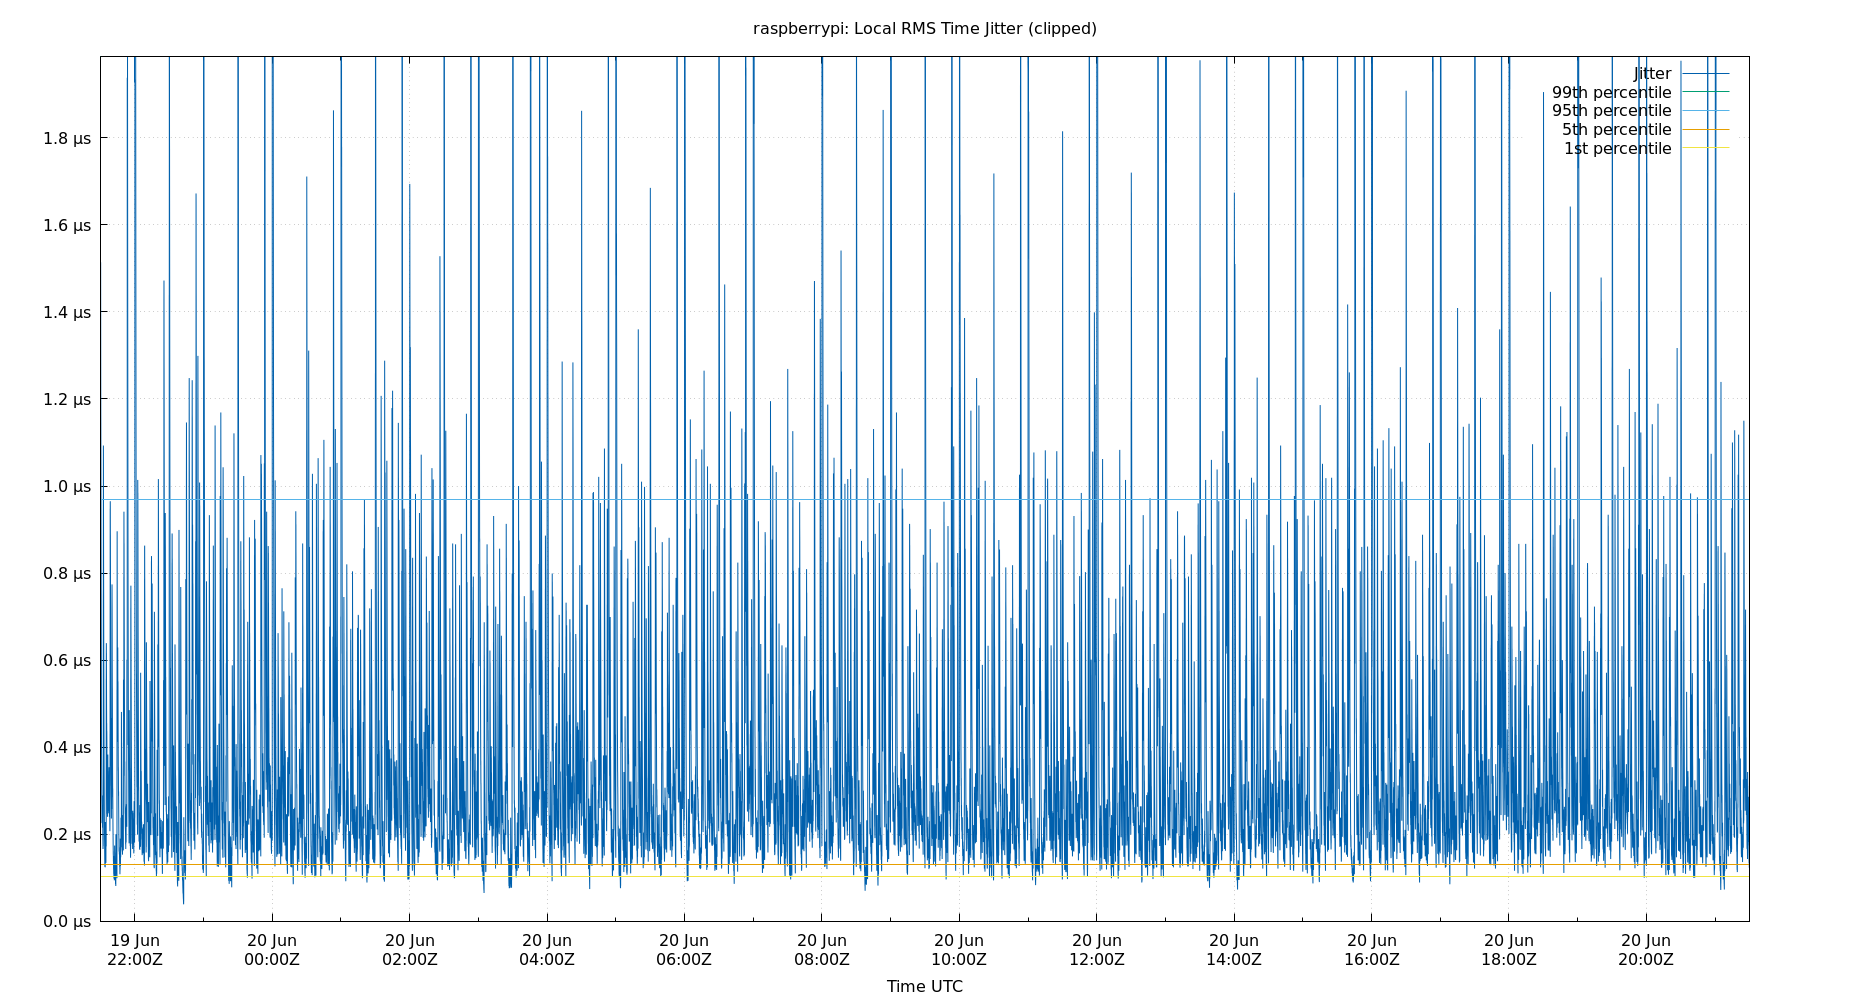 raspberrypi: Local RMS Time Jitter (clipped)
Jitter
99th percentile
95th percentile
5th percentile
1st percentile
1.8 µs
1.6 µs
1.4 µs
1.2 µs
1.0 µs
0.8 µs
0.6 µs
0.4 µs
0.2 µs
0.0 µs
19 Jun 20 Jun 20 Jun 20 Jun 20 Jun 20 Jun 20 Jun 20 Jun 20 Jun 20 Jun 20 Jun 20 Jun
22:00Z 00:00Z 02:00Z 04:00Z 06:00Z 08:00Z 10:00Z 12:00Z 14:00Z 16:00Z 18:00Z 20:00Z
Time UTC